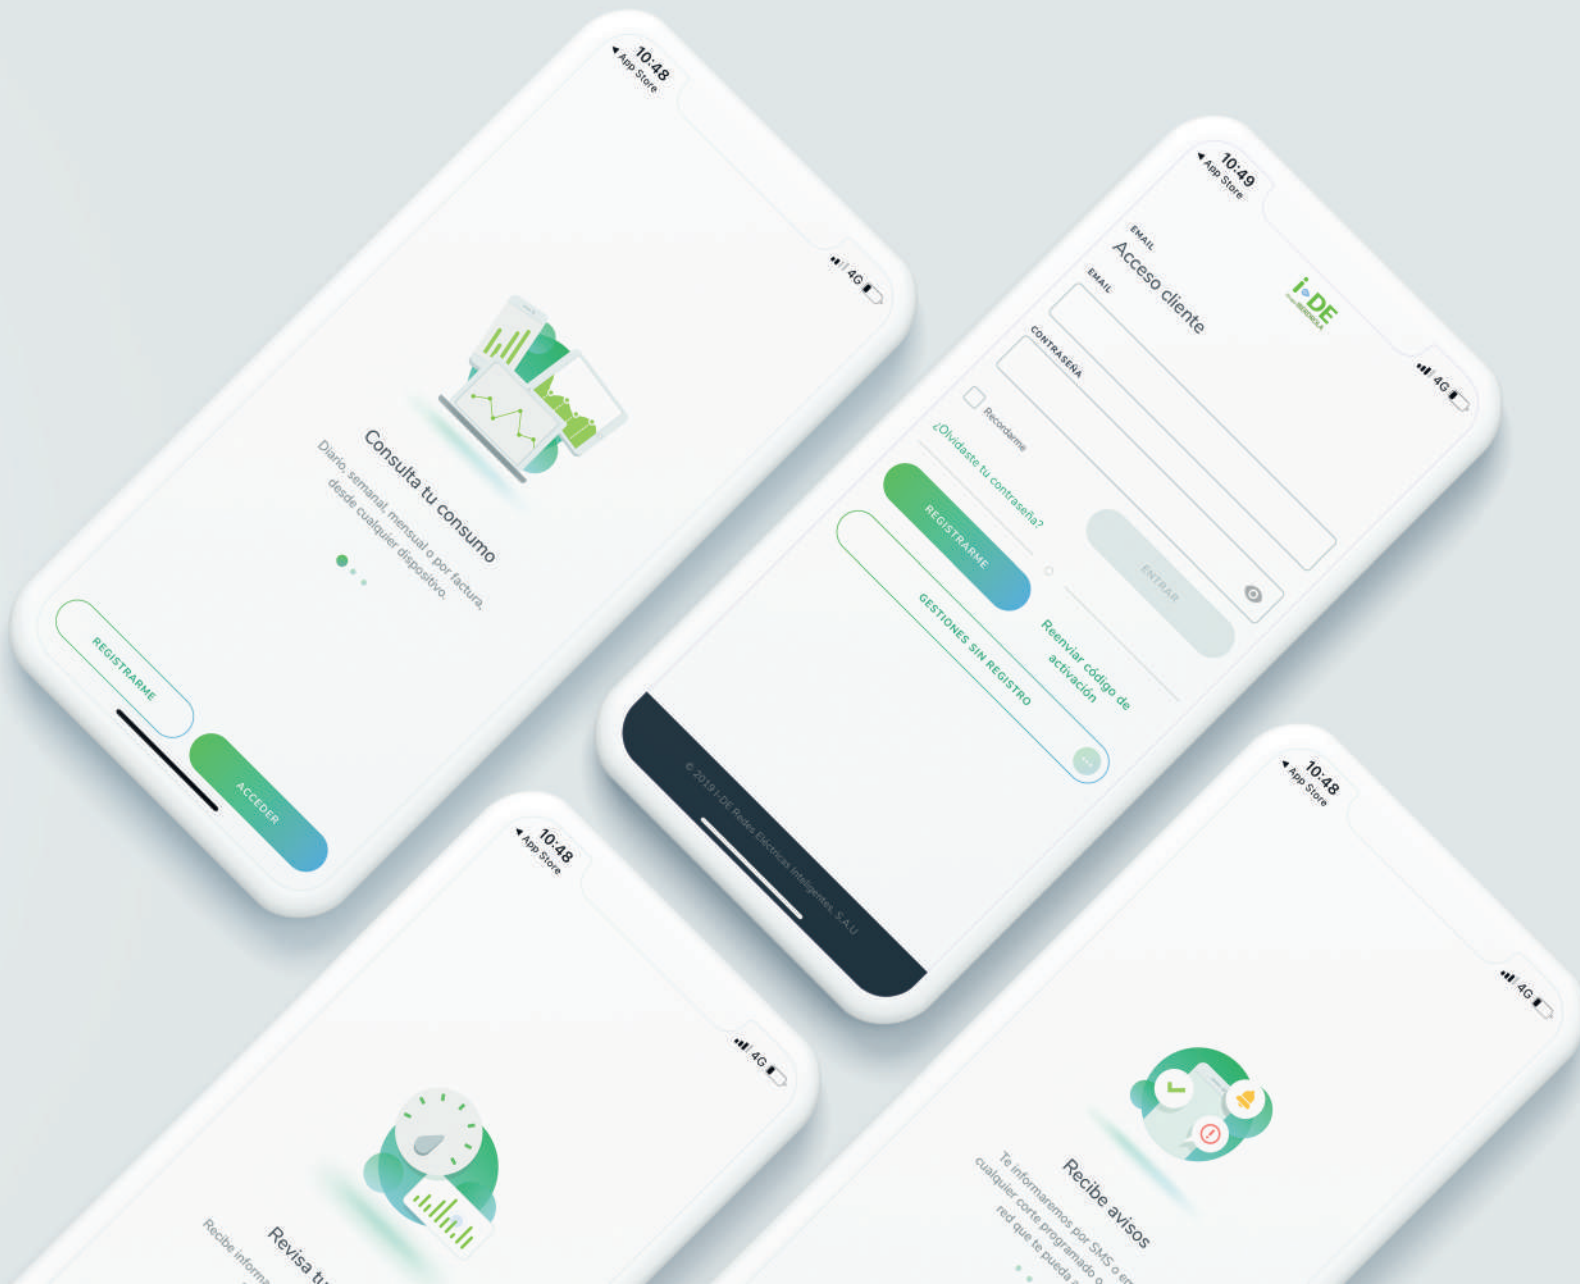 10:48
App Store
4G
Consulta tu consumo
Diario, semanal, mensual o por factura,
desde cualquier dispositivo.
REGISTRARME
ACCEDER
10:49
App Store
4G
i-DE
EMAIL
Acceso cliente
EMAIL
CONTRASEÑA
Recordarme
¿Olvidaste tu contraseña?
ENTRAR
REGISTRARME
Reenviar código de
activación
GESTIONES SIN REGISTRO
© 2019 I-DE Redes Eléctricas Inteligentes, S.A.U
10:48
App Store
4G
Revisa tu
Recibe
10:48
App Store
4G
Recibe avisos
Te informaremos por SMS o
cualquier corte programado o
red que te pueda